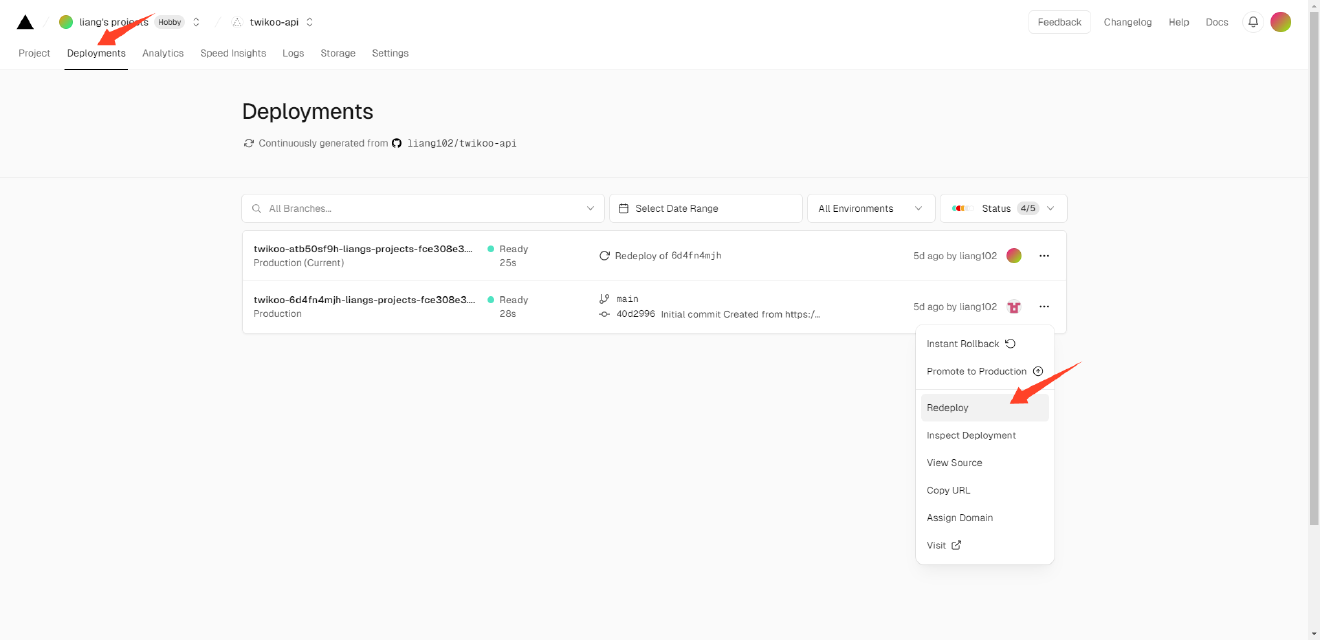 liang's projects Hobby twikoo-api Feedback Changelog Help Docs
Project Deployments Analytics Speed Insights Logs Storage Settings
Deployments
Continuously generated from liang102/twikoo-api
All Branches... Select Date Range All Environments Status 4/5
twikoo-atb50sf9h-liangs-projects-fce308e3.... Ready Redeploy of 6d4fn4mjh 5d ago by liang102
Production (Current) 25s
twikoo-6d4fn4mjh-liangs-projects-fce308e3.... Ready main 5d ago by liang102
Production 28s 40d2996 Initial commit Created from https:/...
Instant Rollback
Promote to Production
Redeploy
Inspect Deployment
View Source
Copy URL
Assign Domain
Visit